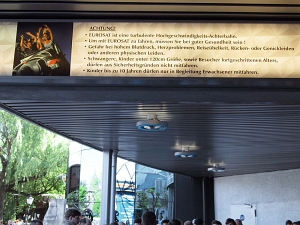 ACHTUNG!
• EUROSAT ist eine turbulente Hochgeschwindigkeits-Achterbahn.
• Um mit EUROSAT zu fahren, müssen Sie bei guter Gesundheit sein!
• Gefahr bei hohem Blutdruck, Herzproblemen, Reiseübelkeit, Rücken- oder Genickleiden
oder anderen physischen Leiden.
• Schwangere, Kinder unter 120cm Größe, sowie Besucher fortgeschrittenen Alters,
dürfen aus Sicherheitsgründen nicht mitfahren.
• Kinder bis zu 10 Jahren dürfen nur in Begleitung Erwachsener mitfahren.